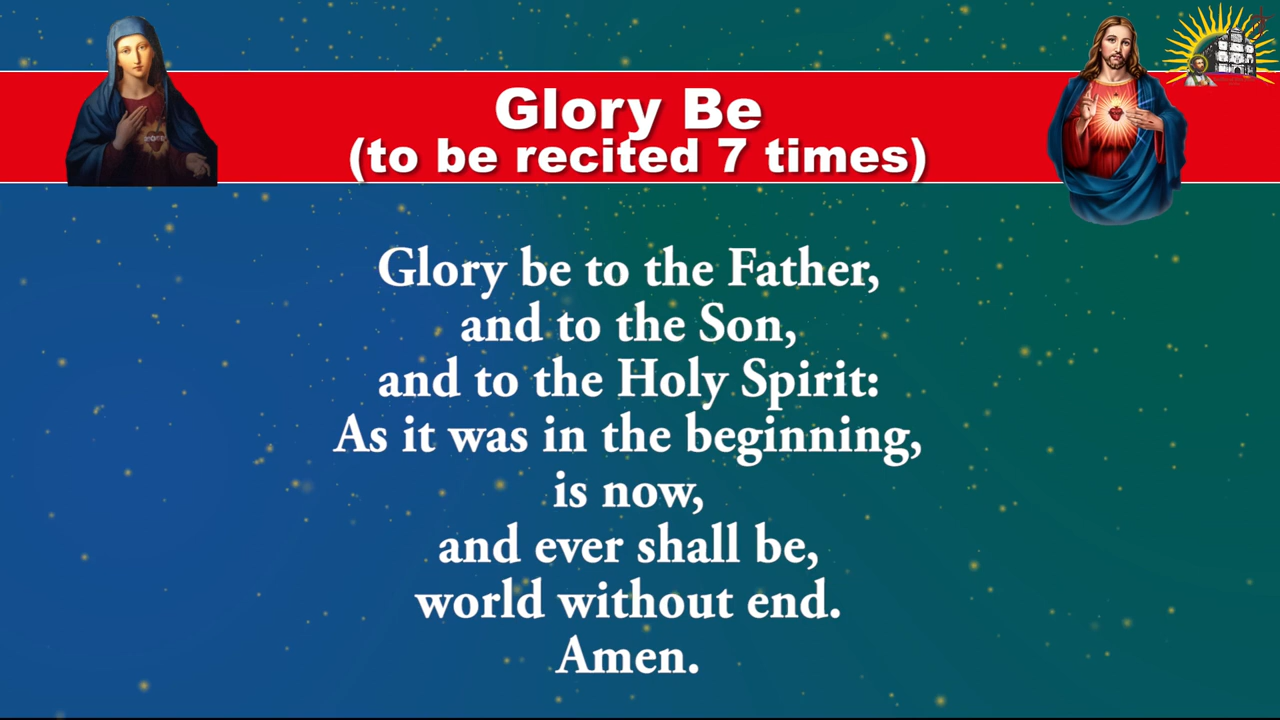 Glory Be
(to be recited 7 times)
Glory be to the Father,
and to the Son,
and to the Holy Spirit:
As it was in the beginning,
is now,
and ever shall be,
world without end.
Amen.